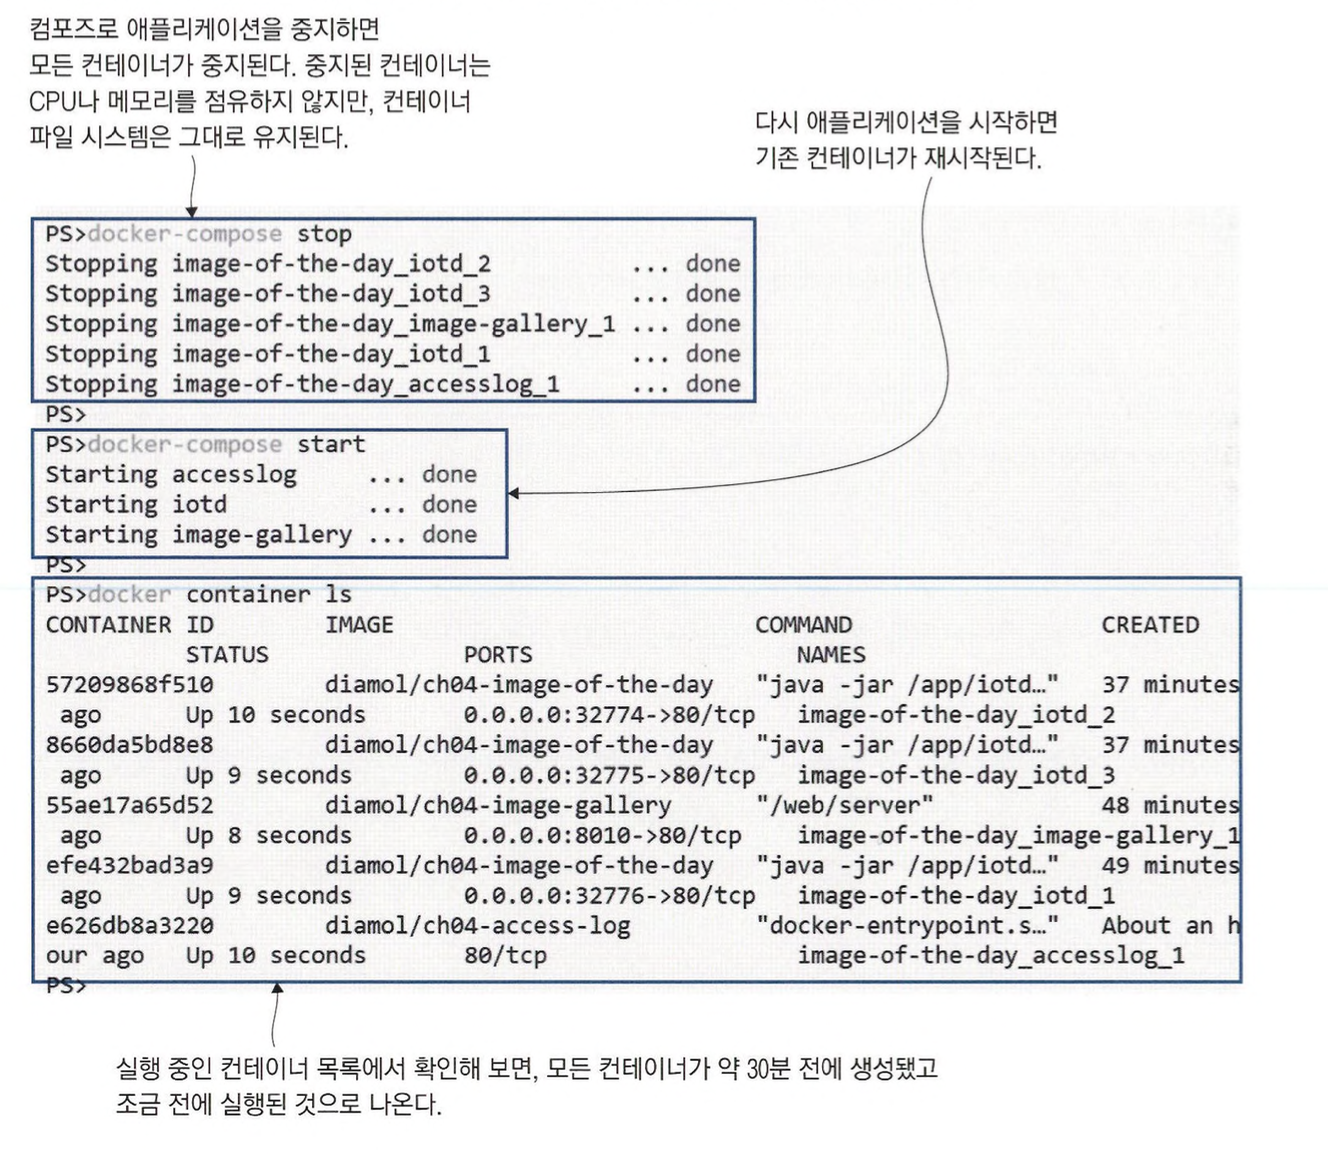 컴포즈로 애플리케이션을 중지하면
모든 컨테이너가 중지된다. 중지된 컨테이너는
CPU나 메모리를 점유하지 않지만, 컨테이너
파일 시스템은 그대로 유지된다.
다시 애플리케이션을 시작하면
기존 컨테이너가 재시작된다.
PS>docker-compose stop
Stopping image-of-the-day_iotd_2 ... done
Stopping image-of-the-day_iotd_3 ... done
Stopping image-of-the-day_image-gallery_1 ... done
Stopping image-of-the-day_iotd_1 ... done
Stopping image-of-the-day_accesslog_1 ... done
PS>
PS>docker-compose start
Starting accesslog ... done
Starting iotd ... done
Starting image-gallery ... done
PS>
PS>docker container ls
CONTAINER ID IMAGE COMMAND CREATED
STATUS PORTS NAMES
57209868f510 diamol/ch04-image-of-the-day "java -jar /app/iotd…" 37 minutes
ago Up 10 seconds 0.0.0.0:32774->80/tcp image-of-the-day_iotd_2
8660da5bd8e8 diamol/ch04-image-of-the-day "java -jar /app/iotd…" 37 minutes
ago Up 9 seconds 0.0.0.0:32775->80/tcp image-of-the-day_iotd_3
55ae17a65d52 diamol/ch04-image-gallery "/web/server" 48 minutes
ago Up 8 seconds 0.0.0.0:8010->80/tcp image-of-the-day_image-gallery_1
efe432bad3a9 diamol/ch04-image-of-the-day "java -jar /app/iotd…" 49 minutes
ago Up 9 seconds 0.0.0.0:32776->80/tcp image-of-the-day_iotd_1
e626db8a3220 diamol/ch04-access-log "docker-entrypoint.s…" About an h
our ago Up 10 seconds 80/tcp image-of-the-day_accesslog_1
PS>
실행 중인 컨테이너 목록에서 확인해 보면, 모든 컨테이너가 약 30분 전에 생성됐고
조금 전에 실행된 것으로 나온다.